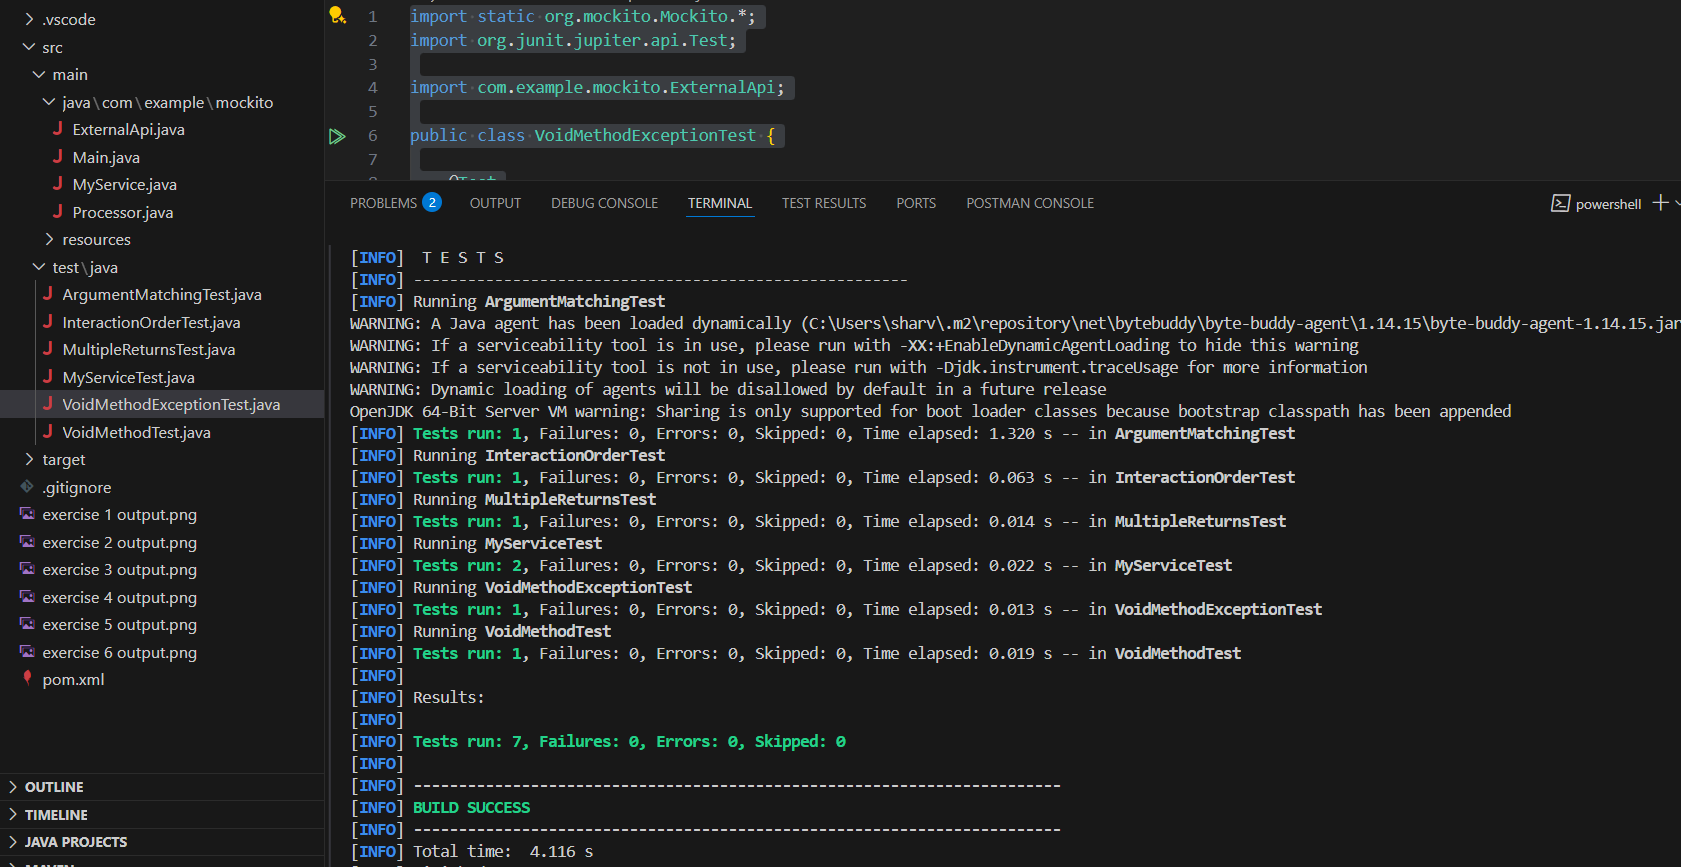 .vscode
src
main
java\com\example\mockito
ExternalApi.java
Main.java
MyService.java
Processor.java
resources
test\java
ArgumentMatchingTest.java
InteractionOrderTest.java
MultipleReturnsTest.java
MyServiceTest.java
VoidMethodExceptionTest.java
VoidMethodTest.java
target
.gitignore
exercise 1 output.png
exercise 2 output.png
exercise 3 output.png
exercise 4 output.png
exercise 5 output.png
exercise 6 output.png
pom.xml
OUTLINE
TIMELINE
JAVA PROJECTS
MAVEN
1 import static org.mockito.Mockito.*;
2 import org.junit.jupiter.api.Test;
3
4 import com.example.mockito.ExternalApi;
5
6 public class VoidMethodExceptionTest {
7
8 @Test
PROBLEMS 2 OUTPUT DEBUG CONSOLE TERMINAL TEST RESULTS PORTS POSTMAN CONSOLE powershell
[INFO] T E S T S
[INFO] -------------------------------------------------------
[INFO] Running ArgumentMatchingTest
WARNING: A Java agent has been loaded dynamically (C:\Users\sharv\.m2\repository\net\bytebuddy\byte-buddy-agent\1.14.15\byte-buddy-agent-1.14.15.jar
WARNING: If a serviceability tool is in use, please run with -XX:+EnableDynamicAgentLoading to hide this warning
WARNING: If a serviceability tool is not in use, please run with -Djdk.instrument.traceUsage for more information
WARNING: Dynamic loading of agents will be disallowed by default in a future release
OpenJDK 64-Bit Server VM warning: Sharing is only supported for boot loader classes because bootstrap classpath has been appended
[INFO] Tests run: 1, Failures: 0, Errors: 0, Skipped: 0, Time elapsed: 1.320 s -- in ArgumentMatchingTest
[INFO] Running InteractionOrderTest
[INFO] Tests run: 1, Failures: 0, Errors: 0, Skipped: 0, Time elapsed: 0.063 s -- in InteractionOrderTest
[INFO] Running MultipleReturnsTest
[INFO] Tests run: 1, Failures: 0, Errors: 0, Skipped: 0, Time elapsed: 0.014 s -- in MultipleReturnsTest
[INFO] Running MyServiceTest
[INFO] Tests run: 2, Failures: 0, Errors: 0, Skipped: 0, Time elapsed: 0.022 s -- in MyServiceTest
[INFO] Running VoidMethodExceptionTest
[INFO] Tests run: 1, Failures: 0, Errors: 0, Skipped: 0, Time elapsed: 0.013 s -- in VoidMethodExceptionTest
[INFO] Running VoidMethodTest
[INFO] Tests run: 1, Failures: 0, Errors: 0, Skipped: 0, Time elapsed: 0.019 s -- in VoidMethodTest
[INFO]
[INFO] Results:
[INFO]
[INFO] Tests run: 7, Failures: 0, Errors: 0, Skipped: 0
[INFO]
[INFO] ------------------------------------------------------------------------
[INFO] BUILD SUCCESS
[INFO] ------------------------------------------------------------------------
[INFO] Total time:  4.116 s